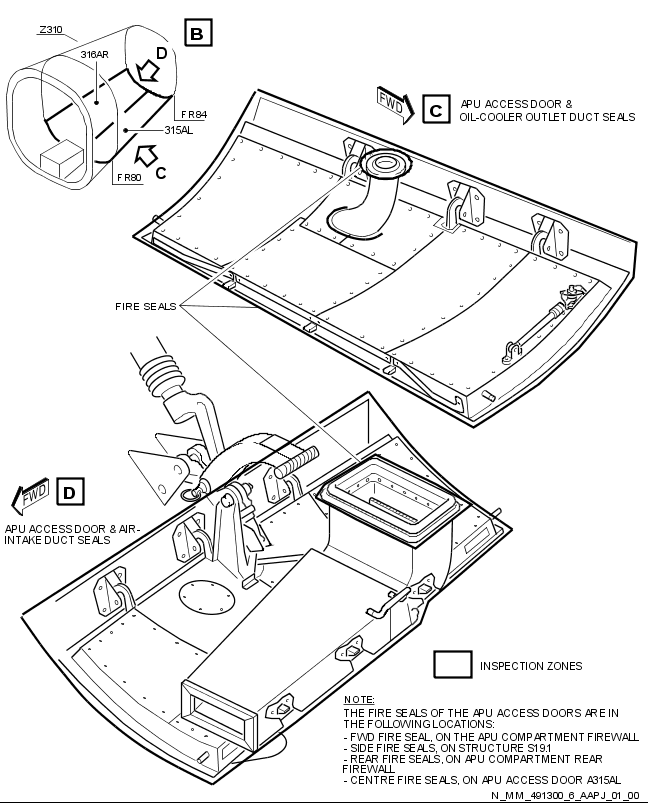 Z310
B
316AR
D
FR84
315AL
C
FR80
FWD
C
APU ACCESS DOOR &
OIL-COOLER OUTLET DUCT SEALS
FIRE SEALS
FWD
D
APU ACCESS DOOR & AIR-
INTAKE DUCT SEALS
INSPECTION ZONES
NOTE:
THE FIRE SEALS OF THE APU ACCESS DOORS ARE IN
THE FOLLOWING LOCATIONS:
- FWD FIRE SEAL, ON THE APU COMPARTMENT FIREWALL
- SIDE FIRE SEALS, ON STRUCTURE S19.1
- REAR FIRE SEALS, ON APU COMPARTMENT REAR
FIREWALL
- CENTRE FIRE SEALS, ON APU ACCESS DOOR A315AL
N_MM_491300_6_AAPJ_01_00